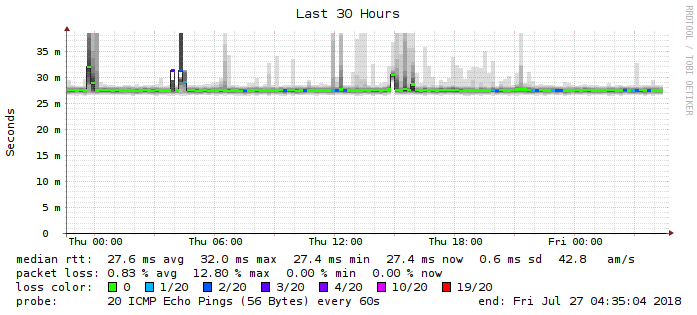 Last 30 Hours
RRDTOOL / TOBI OETIKER
Seconds
35 m
30 m
25 m
20 m
15 m
10 m
5 m
0
Thu 00:00 Thu 06:00 Thu 12:00 Thu 18:00 Fri 00:00
median rtt: 27.6 ms avg 32.0 ms max 27.4 ms min 27.4 ms now 0.6 ms sd 42.8 am/s
packet loss: 0.83 % avg 12.80 % max 0.00 % min 0.00 % now
loss color: 0 1/20 2/20 3/20 4/20 10/20 19/20
probe: 20 ICMP Echo Pings (56 Bytes) every 60s end: Fri Jul 27 04:35:04 2018